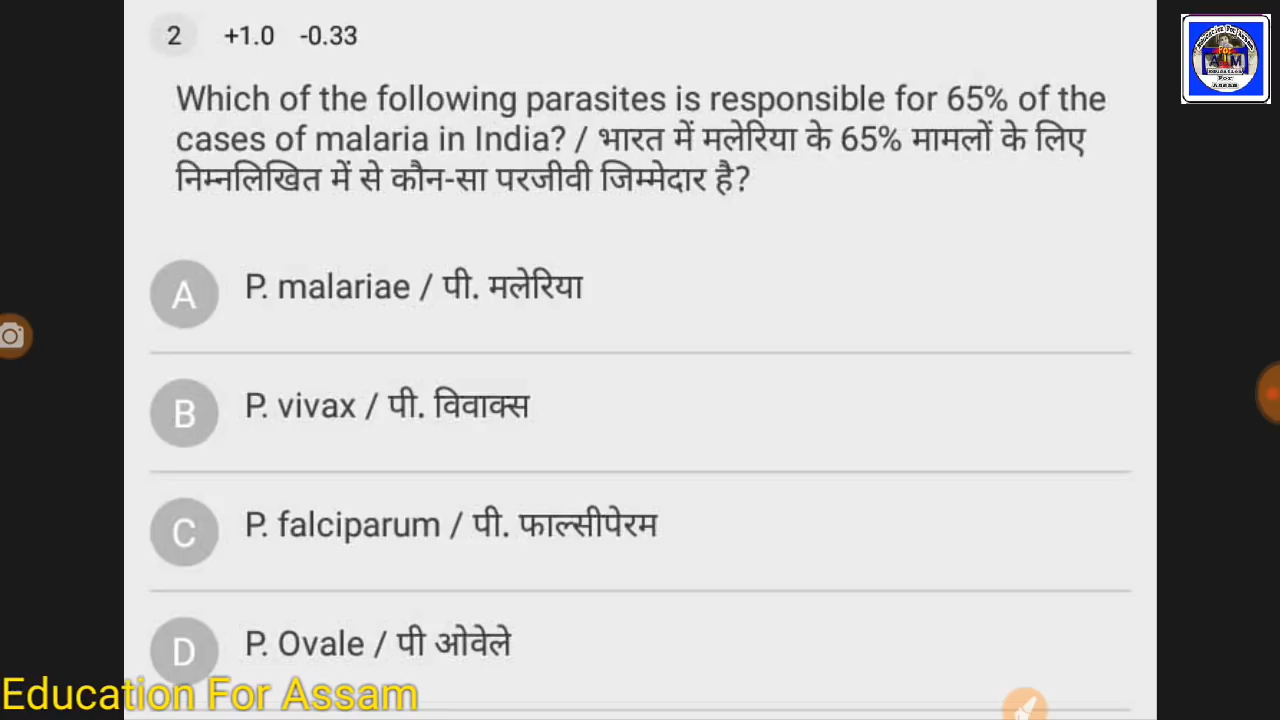 2 +1.0 -0.33
Which of the following parasites is responsible for 65% of the
cases of malaria in India? / भारत में मलेरिया के 65% मामलों के लिए
निम्नलिखित में से कौन-सा परजीवी जिम्मेदार है?
A P. malariae / पी. मलेरिया
B P. vivax / पी. विवाक्स
C P. falciparum / पी. फाल्सीपेरम
D P. Ovale / पी ओवेले
Education For Assam